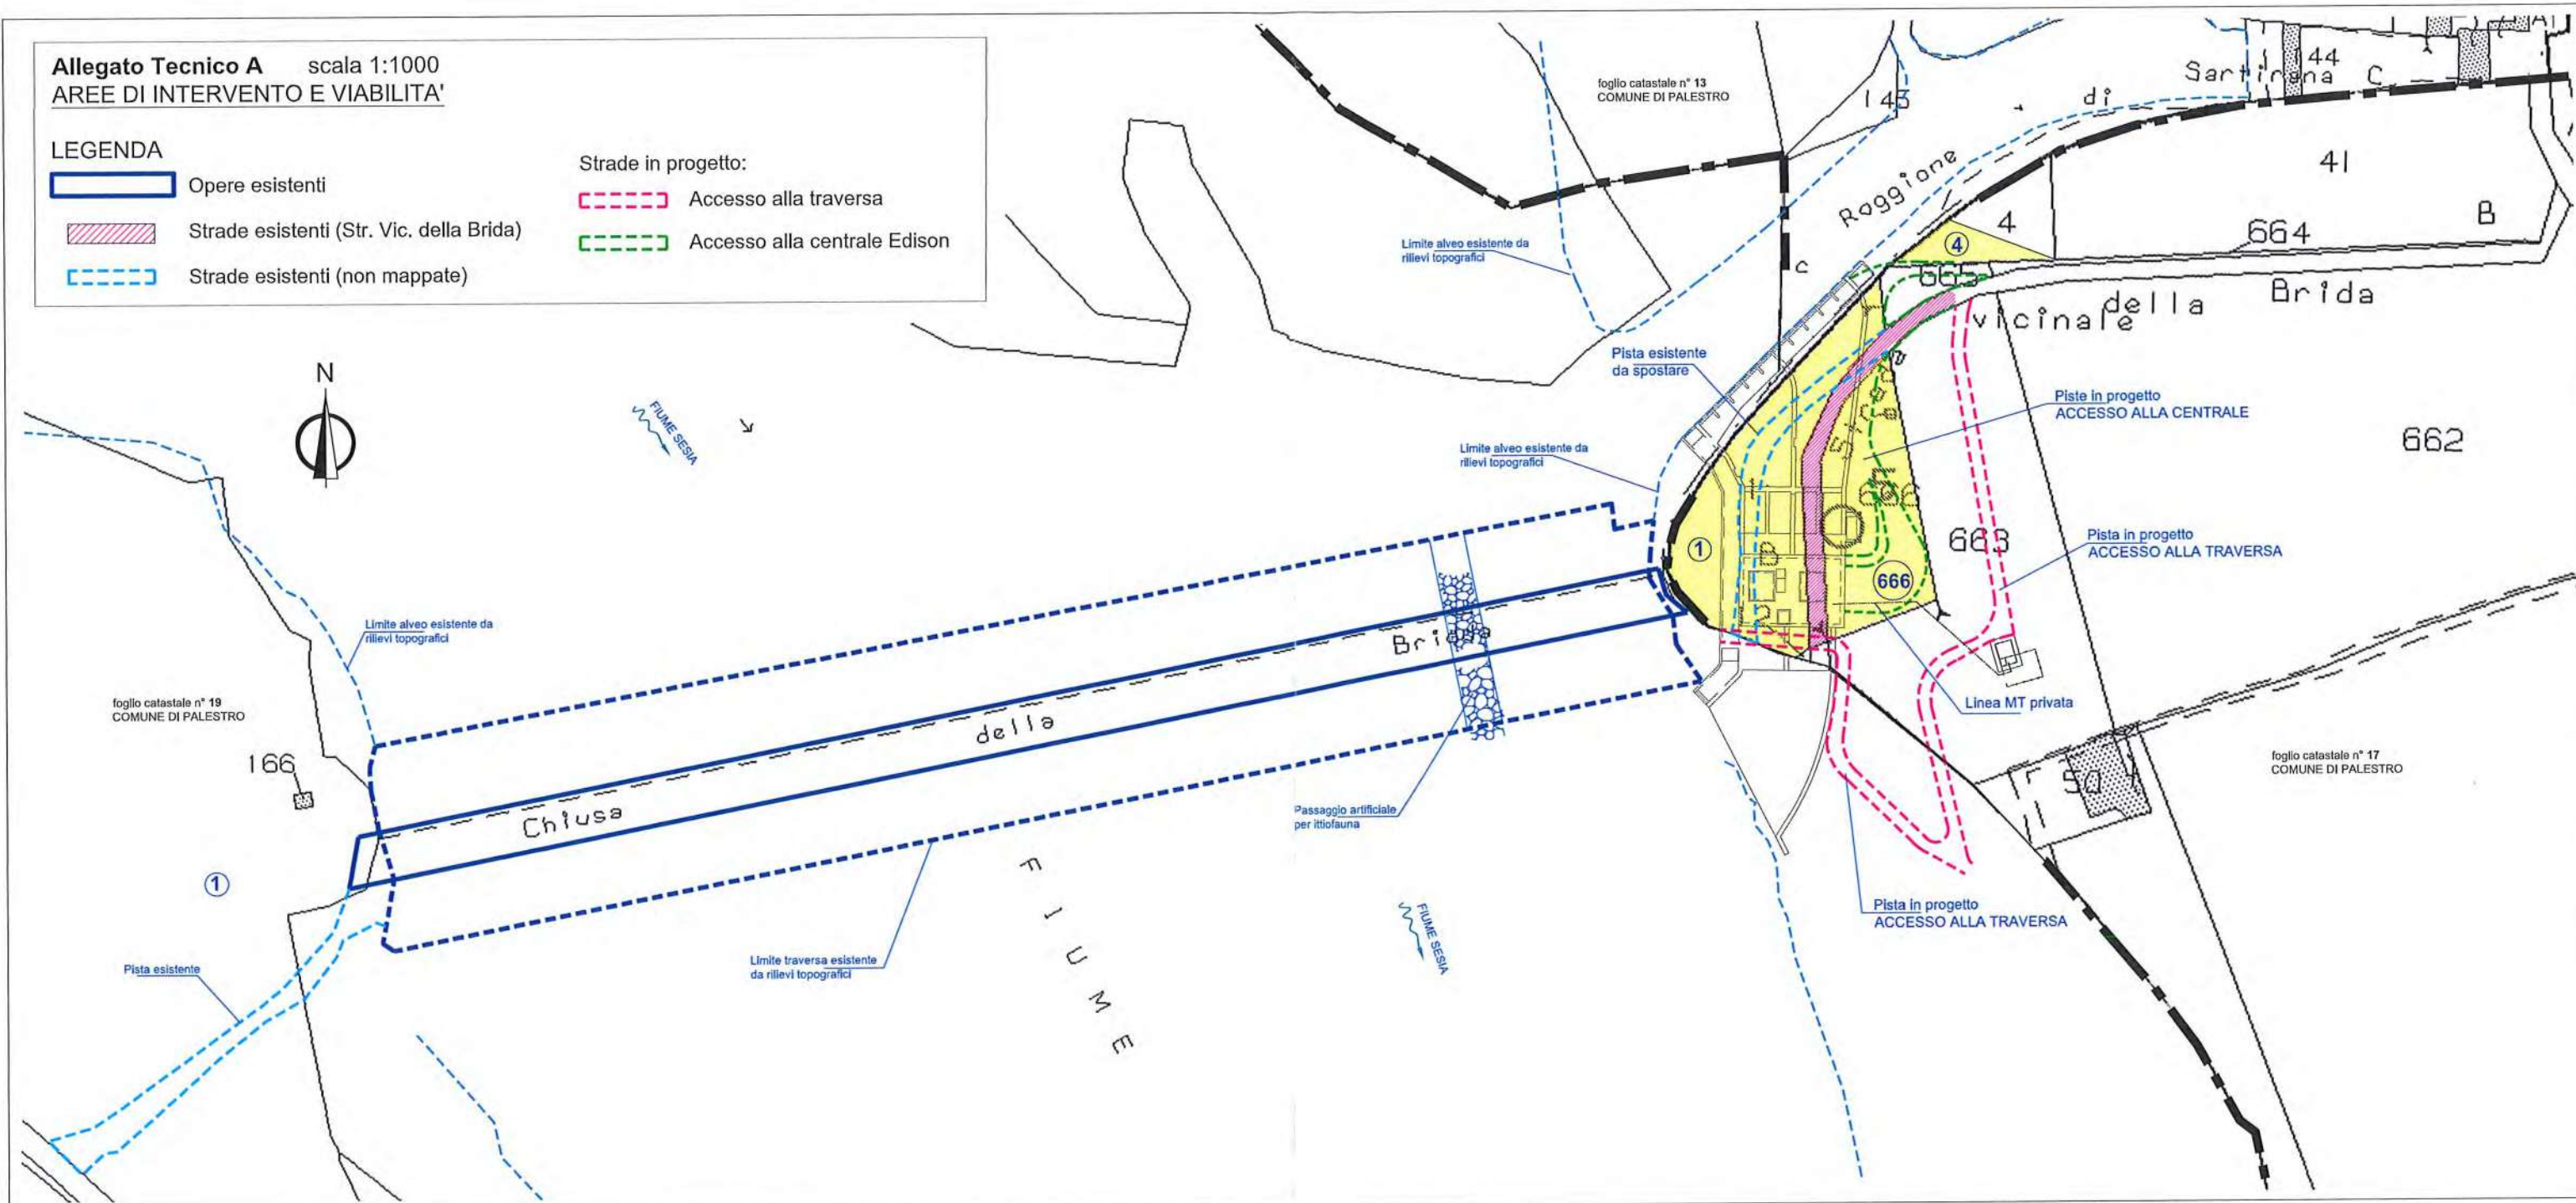 Allegato Tecnico A scala 1:1000
AREE DI INTERVENTO E VIABILITA'
LEGENDA
Opere esistenti
Strade esistenti (Str. Vic. della Brida)
Strade esistenti (non mappate)
Strade in progetto:
Accesso alla traversa
Accesso alla centrale Edison
N
FIUME SESIA
foglio catastale n° 13
COMUNE DI PALESTRO
143
Roggione
di
Sartirana C
44
41
4
4
664
B
665
vicinale
della
Brida
Limite alveo esistente da
rilievi topografici
c
Pista esistente
da spostare
Limite alveo esistente da
rilievi topografici
Piste in progetto
ACCESSO ALLA CENTRALE
662
663
Pista in progetto
ACCESSO ALLA TRAVERSA
1
666
Linea MT privata
50
foglio catastale n° 17
COMUNE DI PALESTRO
Pista in progetto
ACCESSO ALLA TRAVERSA
Limite alveo esistente da
rilievi topografici
foglio catastale n° 19
COMUNE DI PALESTRO
166
1
Chiusa
della
Brida
Passaggio artificiale
per ittiofauna
Limite traversa esistente
da rilievi topografici
Pista esistente
FIUME
FIUME SESIA